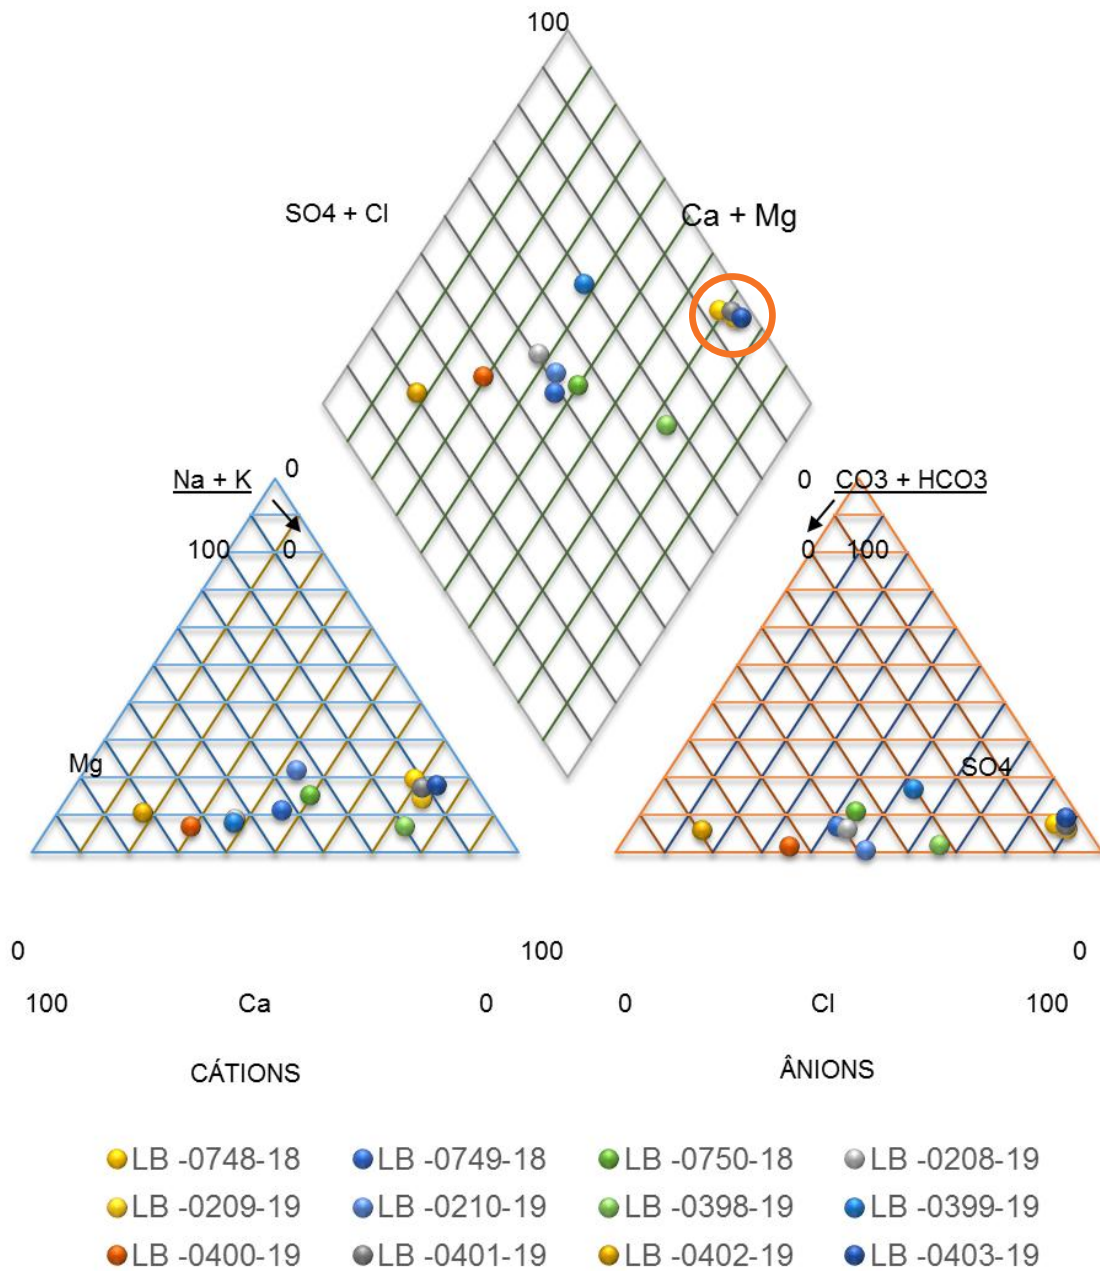 100
SO4 + Cl
Ca + Mg
Na + K 0
0 CO3 + HCO3
100 0
0 100
Mg
SO4
0 100 0
100 Ca 0 0 Cl 100
CÁTIONS ÂNIONS
LB -0748-18 LB -0749-18 LB -0750-18 LB -0208-19
LB -0209-19 LB -0210-19 LB -0398-19 LB -0399-19
LB -0400-19 LB -0401-19 LB -0402-19 LB -0403-19